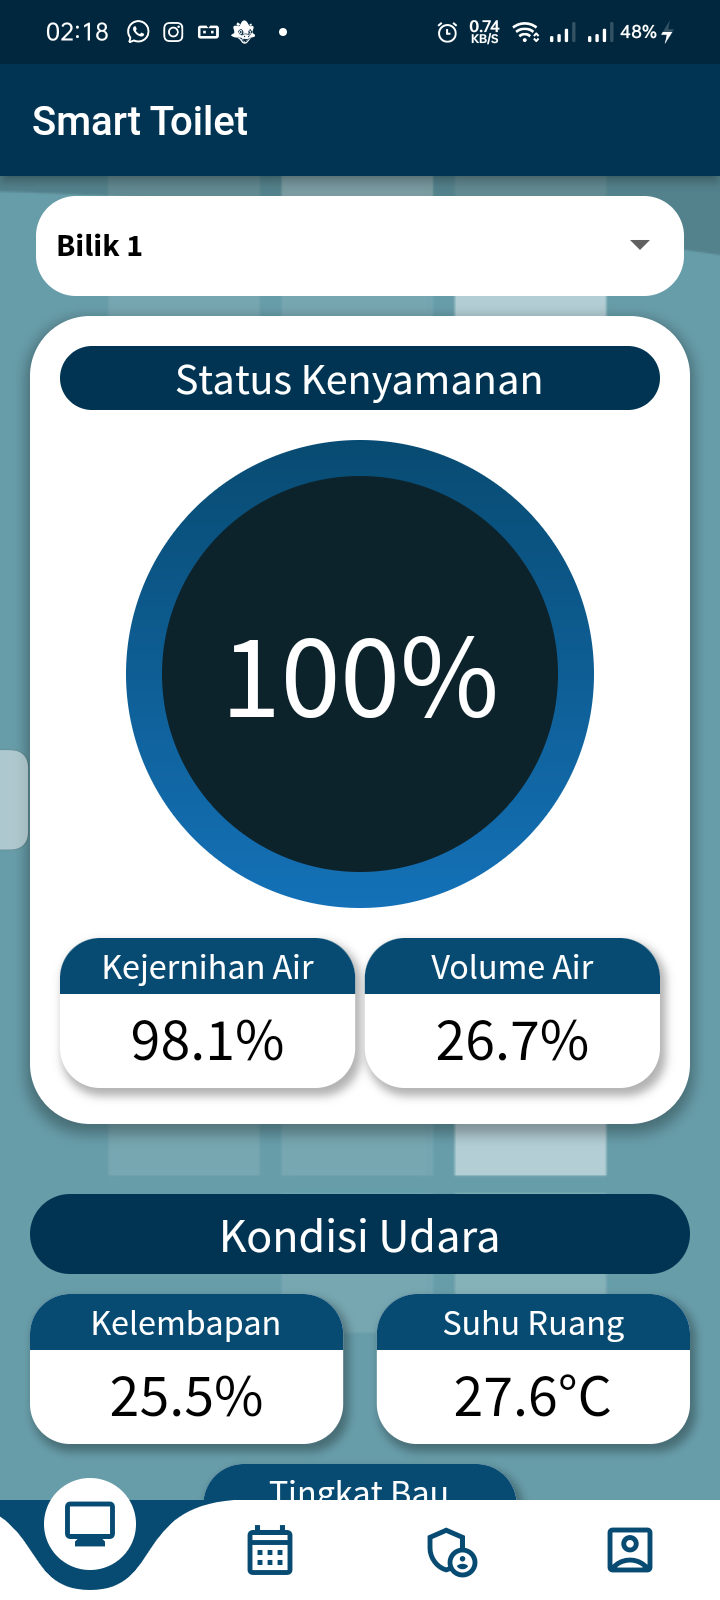 02:18
0.74
KB/S
48%
Smart Toilet
Bilik 1
Status Kenyamanan
100%
Kejernihan Air
Volume Air
98.1%
26.7%
Kondisi Udara
Kelembapan
Suhu Ruang
25.5%
27.6°C
Tingkat Bau